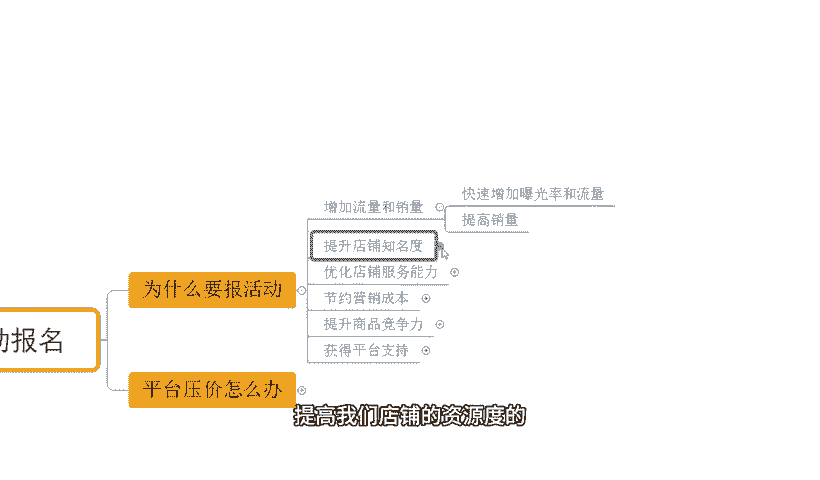 快速增加曝光率和流量
增加流量和销量
提高销量
提升店铺知名度
优化店铺服务能力
为什么要报活动
节约营销成本
提升商品竞争力
动报名
获得平台支持
平台压价怎么办
提高我们店铺的资源度的